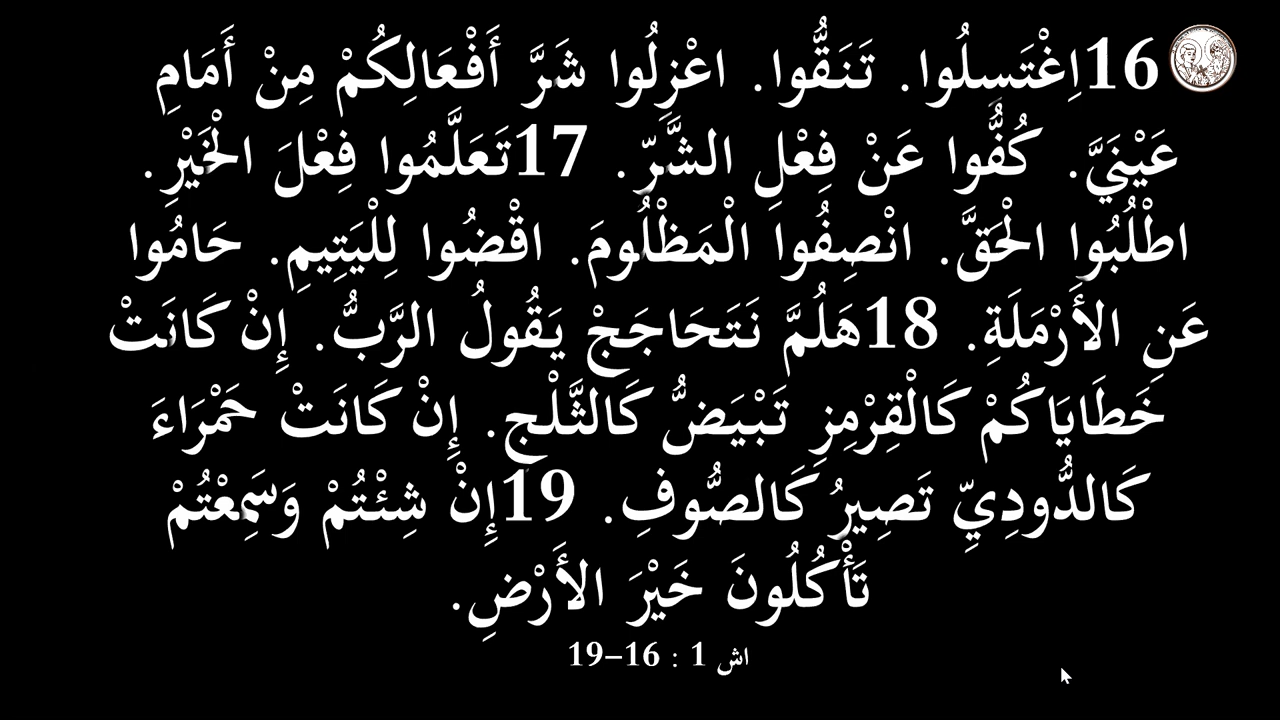 16اِغْتَسِلُوا. تَنَقُّوا. اعْزِلُوا شَرَّ أَفْعَالِكُمْ مِنْ أَمَامِ
عَيْنَيَّ. كُفُّوا عَنْ فِعْلِ الشَّرِّ. 17تَعَلَّمُوا فِعْلَ الْخَيْرِ.
اطْلُبُوا الْحَقَّ. انْصِفُوا الْمَظْلُومَ. اقْضُوا لِلْيَتِيمِ. حَامُوا
عَنِ الأَرْمَلَةِ. 18هَلُمَّ نَتَحَاجَجْ يَقُولُ الرَّبُّ. إِنْ كَانَتْ
خَطَايَاكُمْ كَالْقِرْمِزِ تَبْيَضُّ كَالثَّلْجِ. إِنْ كَانَتْ حَمْرَاءَ
كَالدُّودِيِّ تَصِيرُ كَالصُّوفِ. 19إِنْ شِئْتُمْ وَسَمِعْتُمْ
تَأْكُلُونَ خَيْرَ الأَرْضِ.
اش 1 : 16-19